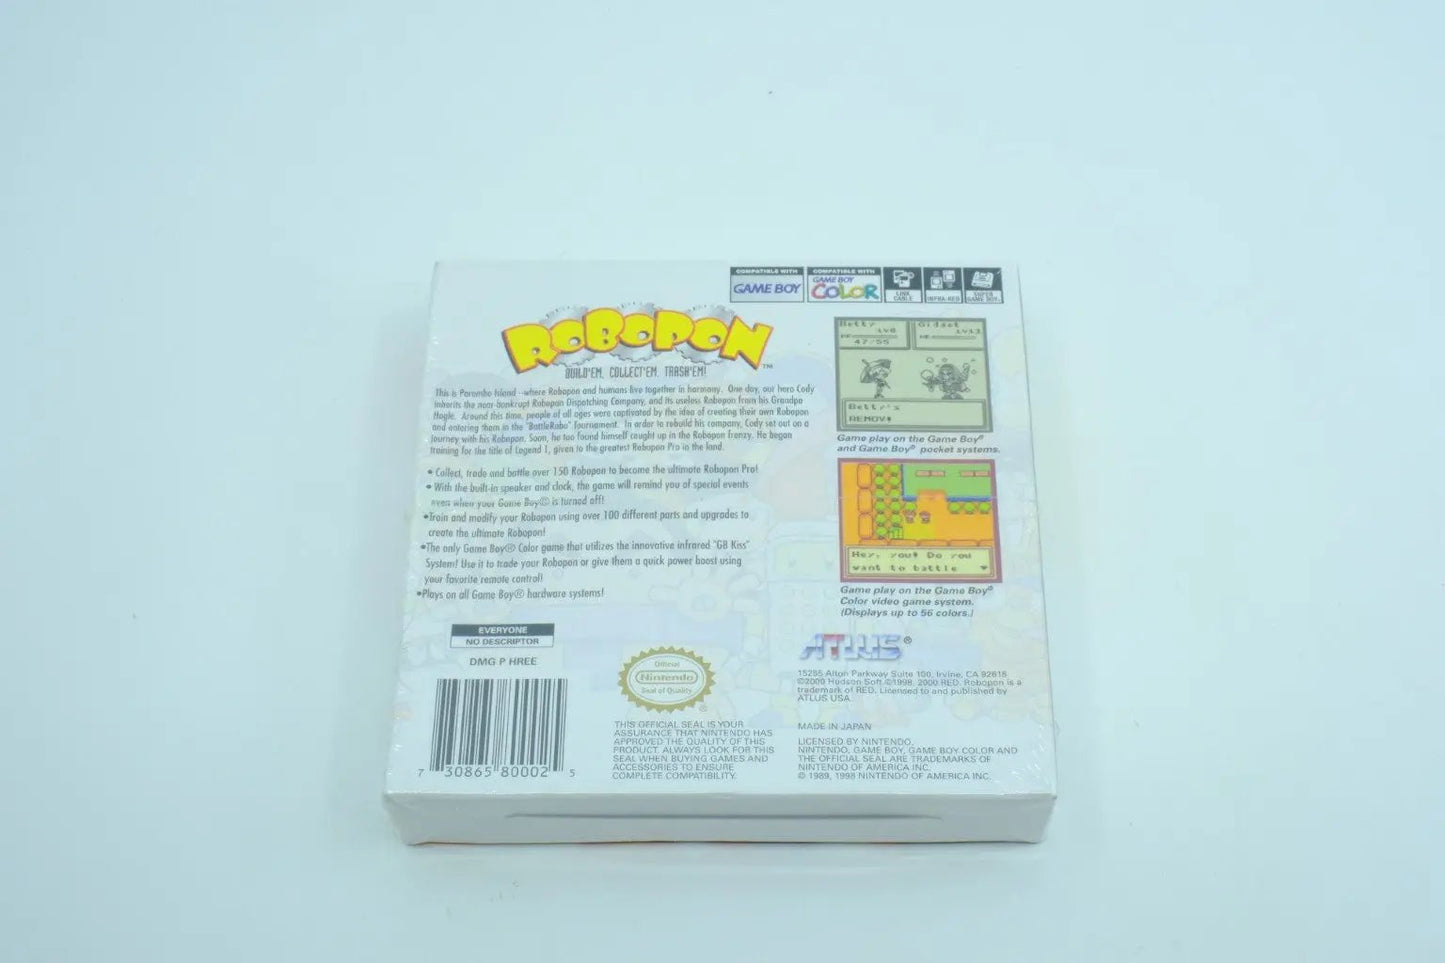 COMPATIBLE WITH
GAME BOY
COMPATIBLE WITH
GAME BOY
COLOR
LINK
CABLE
INFRA-RED
SUPER
GAME BOY
ROBOPON™
BUILD'EM, COLLECT'EM, TRASH'EM!
This is Porombo Island--where Robopon and humans live together in harmony. One day, our hero Cody
inherits the near-bankrupt Robopon Dispatching Company, and its useless Robopon from his Grandpa
Hogle. Around this time, people of all ages were captivated by the idea of creating their own Robopon
and entering them in the "BattleRobo" Tournament. In order to rebuild his company, Cody set out on a
journey with his Robopon. Soon, he too found himself caught up in the Robopon frenzy. He began
training for the title of Legend 1, given to the greatest Robopon Pro in the land.
• Collect, trade and battle over 150 Robopon to become the ultimate Robopon Pro!
• With the built-in speaker and clock, the game will remind you of special events
even when your Game Boy® is turned off!
•Train and modify your Robopon using over 100 different parts and upgrades to
create the ultimate Robopon!
•The only Game Boy® Color game that utilizes the innovative infrared "GB Kiss"
System! Use it to trade your Robopon or give them a quick power boost using
your favorite remote control!
•Plays on all Game Boy® hardware systems!
Betty
Lv8
HP
47/55
Gidget
Lv11
HP
Betty's
REMOV!
Game play on the Game Boy®
and Game Boy® pocket systems.
Hey, you! Do you
want to battle
Game play on the Game Boy®
Color video game system.
(Displays up to 56 colors.)
EVERYONE
NO DESCRIPTOR
DMG P HREE
7 30865 80002 5
Official
Nintendo
Seal of Quality
®
THIS OFFICIAL SEAL IS YOUR
ASSURANCE THAT NINTENDO HAS
APPROVED THE QUALITY OF THIS
PRODUCT. ALWAYS LOOK FOR THIS
SEAL WHEN BUYING GAMES AND
ACCESSORIES TO ENSURE
COMPLETE COMPATIBILITY.
ATLUS®
15255 Alton Parkway Suite 100, Irvine, CA 92618
©2000 Hudson Soft ©1998, 2000 RED. Robopon is a
trademark of RED. Licensed to and published by
ATLUS USA.
MADE IN JAPAN
LICENSED BY NINTENDO,
NINTENDO, GAME BOY, GAME BOY COLOR AND
THE OFFICIAL SEAL ARE TRADEMARKS OF
NINTENDO OF AMERICA INC.
© 1989, 1998 NINTENDO OF AMERICA INC.